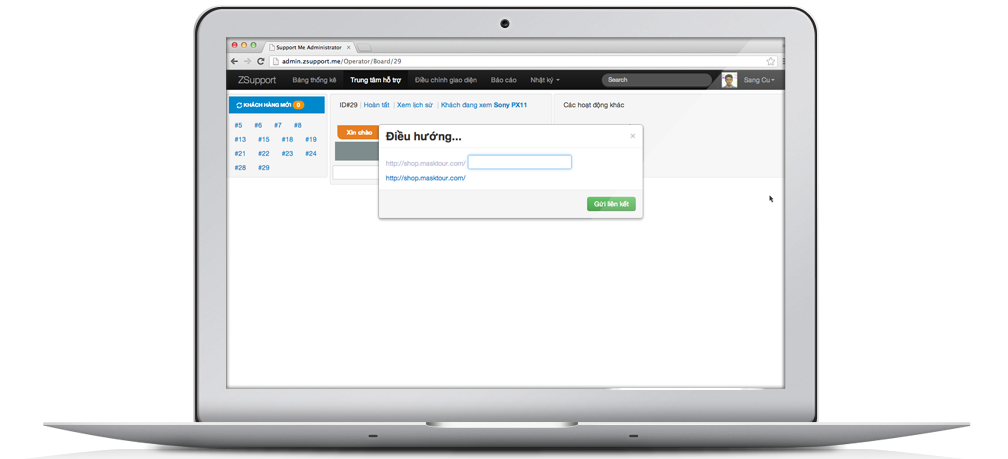 Support Me Administrator
admin.zsupport.me/Operator/Board/29
ZSupport Bảng thống kê Trung tâm hỗ trợ Điều chỉnh giao diện Báo cáo Nhật ký Search Sang Cu
KHÁCH HÀNG MỚI 0
ID#29 | Hoàn tất | Xem lịch sử | Khách đang xem Sony PX11
Các hoạt động khác
#5 #6 #7 #8
#13 #15 #18 #19
#21 #22 #23 #24
#28 #29
Xin chào
Điều hướng... ×
http://shop.masktour.com/
http://shop.masktour.com/
Gửi liên kết